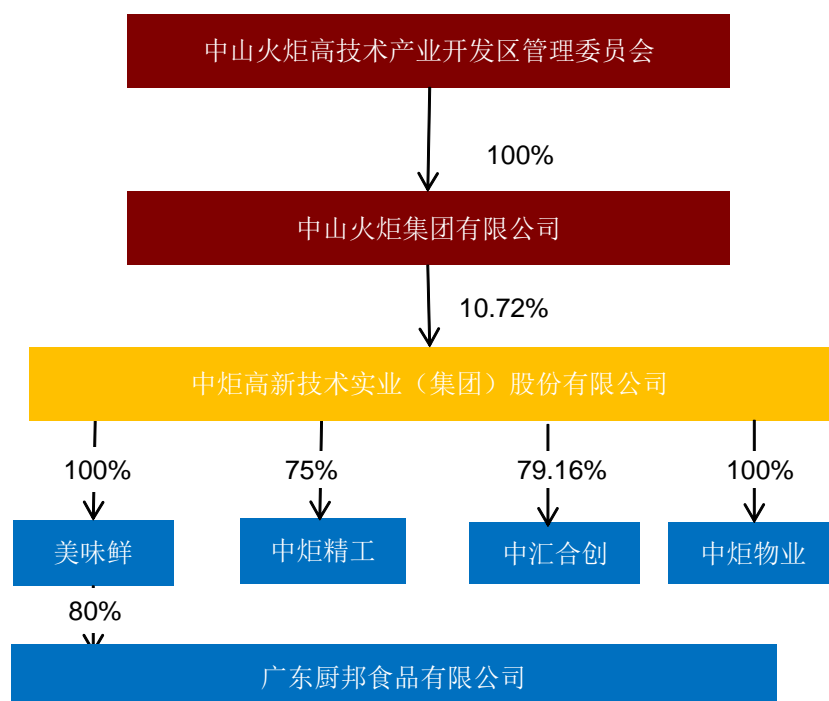 中山火炬高技术产业开发区管理委员会
100%
中山火炬集团有限公司
10.72%
中炬高新技术实业（集团）股份有限公司
100% 75% 79.16% 100%
美味鲜 中炬精工 中汇合创 中炬物业
80%
广东厨邦食品有限公司